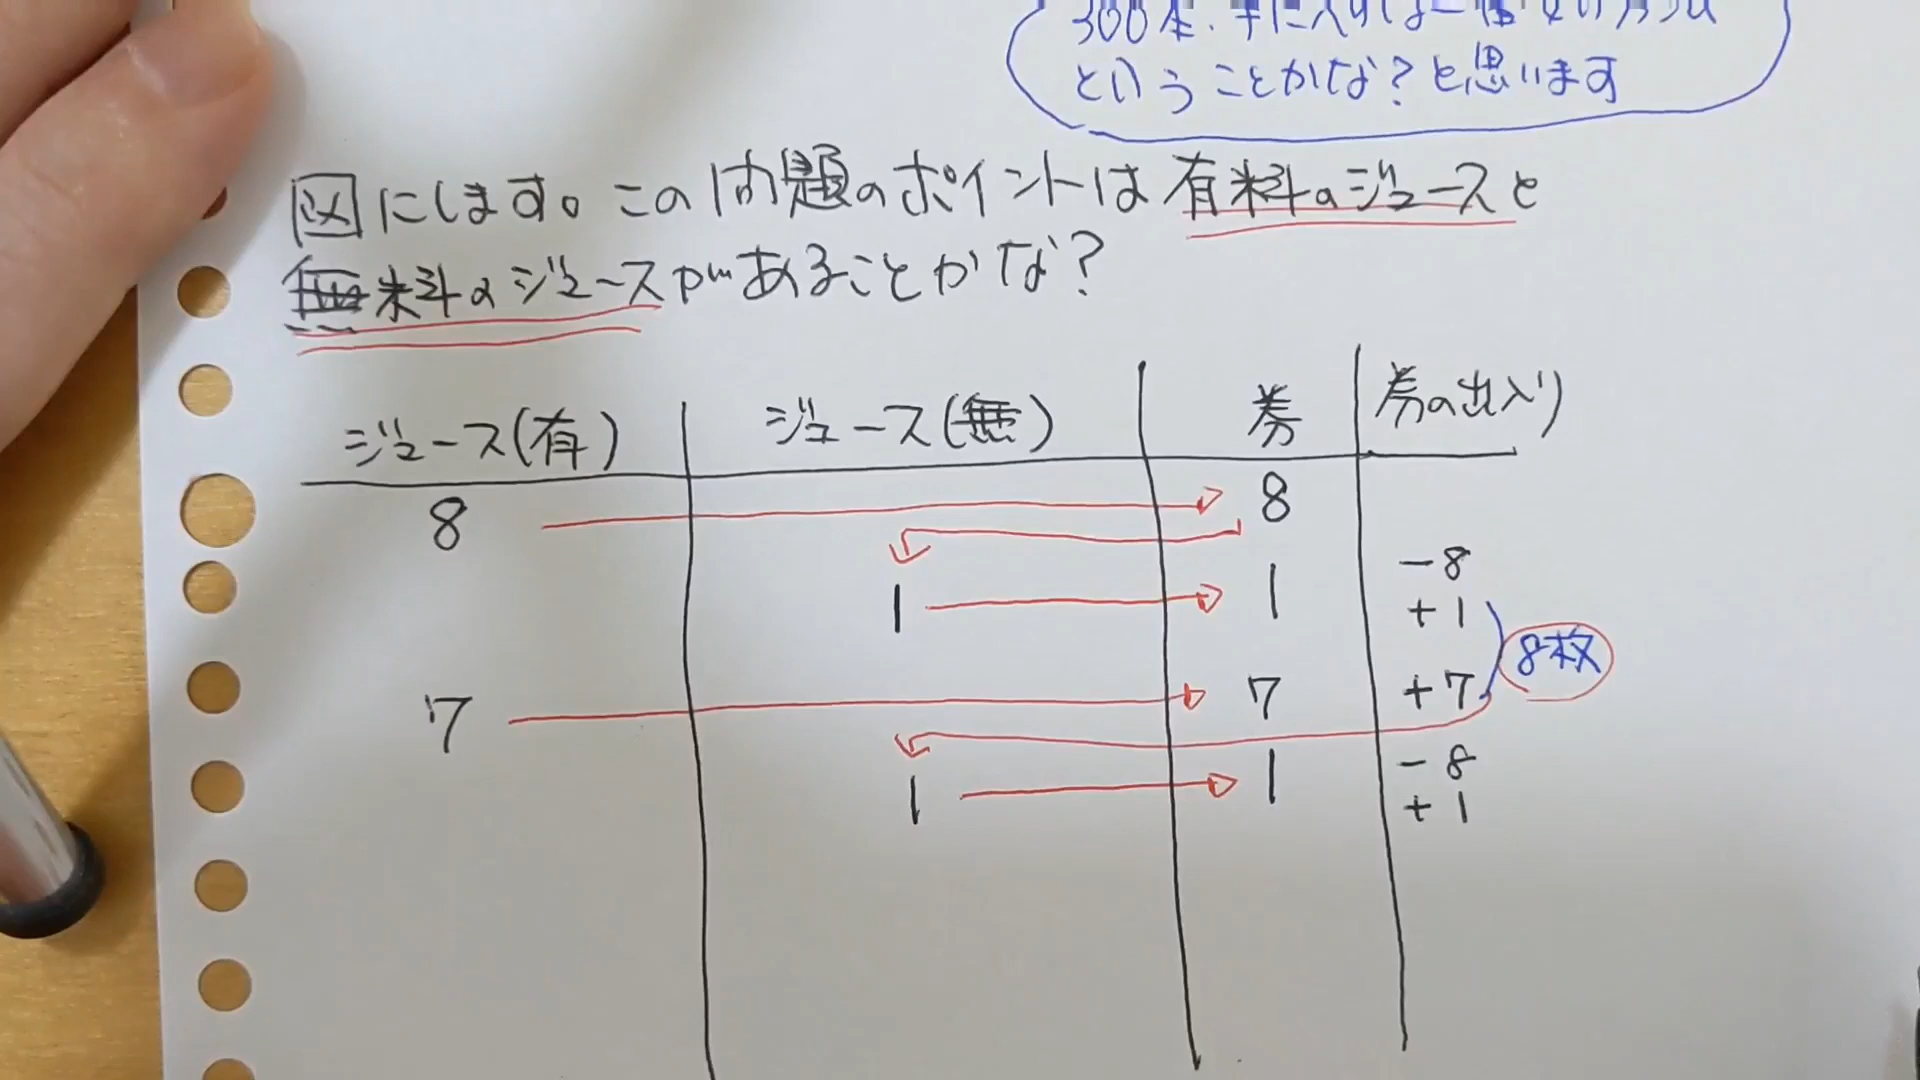 300本
ということかな?と思います
図にします。この問題のポイントは有料のジュースと
無料のジュースがあることかな?
ジュース(有) ジュース(無) 券 券の出入り
8 8
-8
1 1 +1
8枚
7 7 +7
-8
1 1 +1